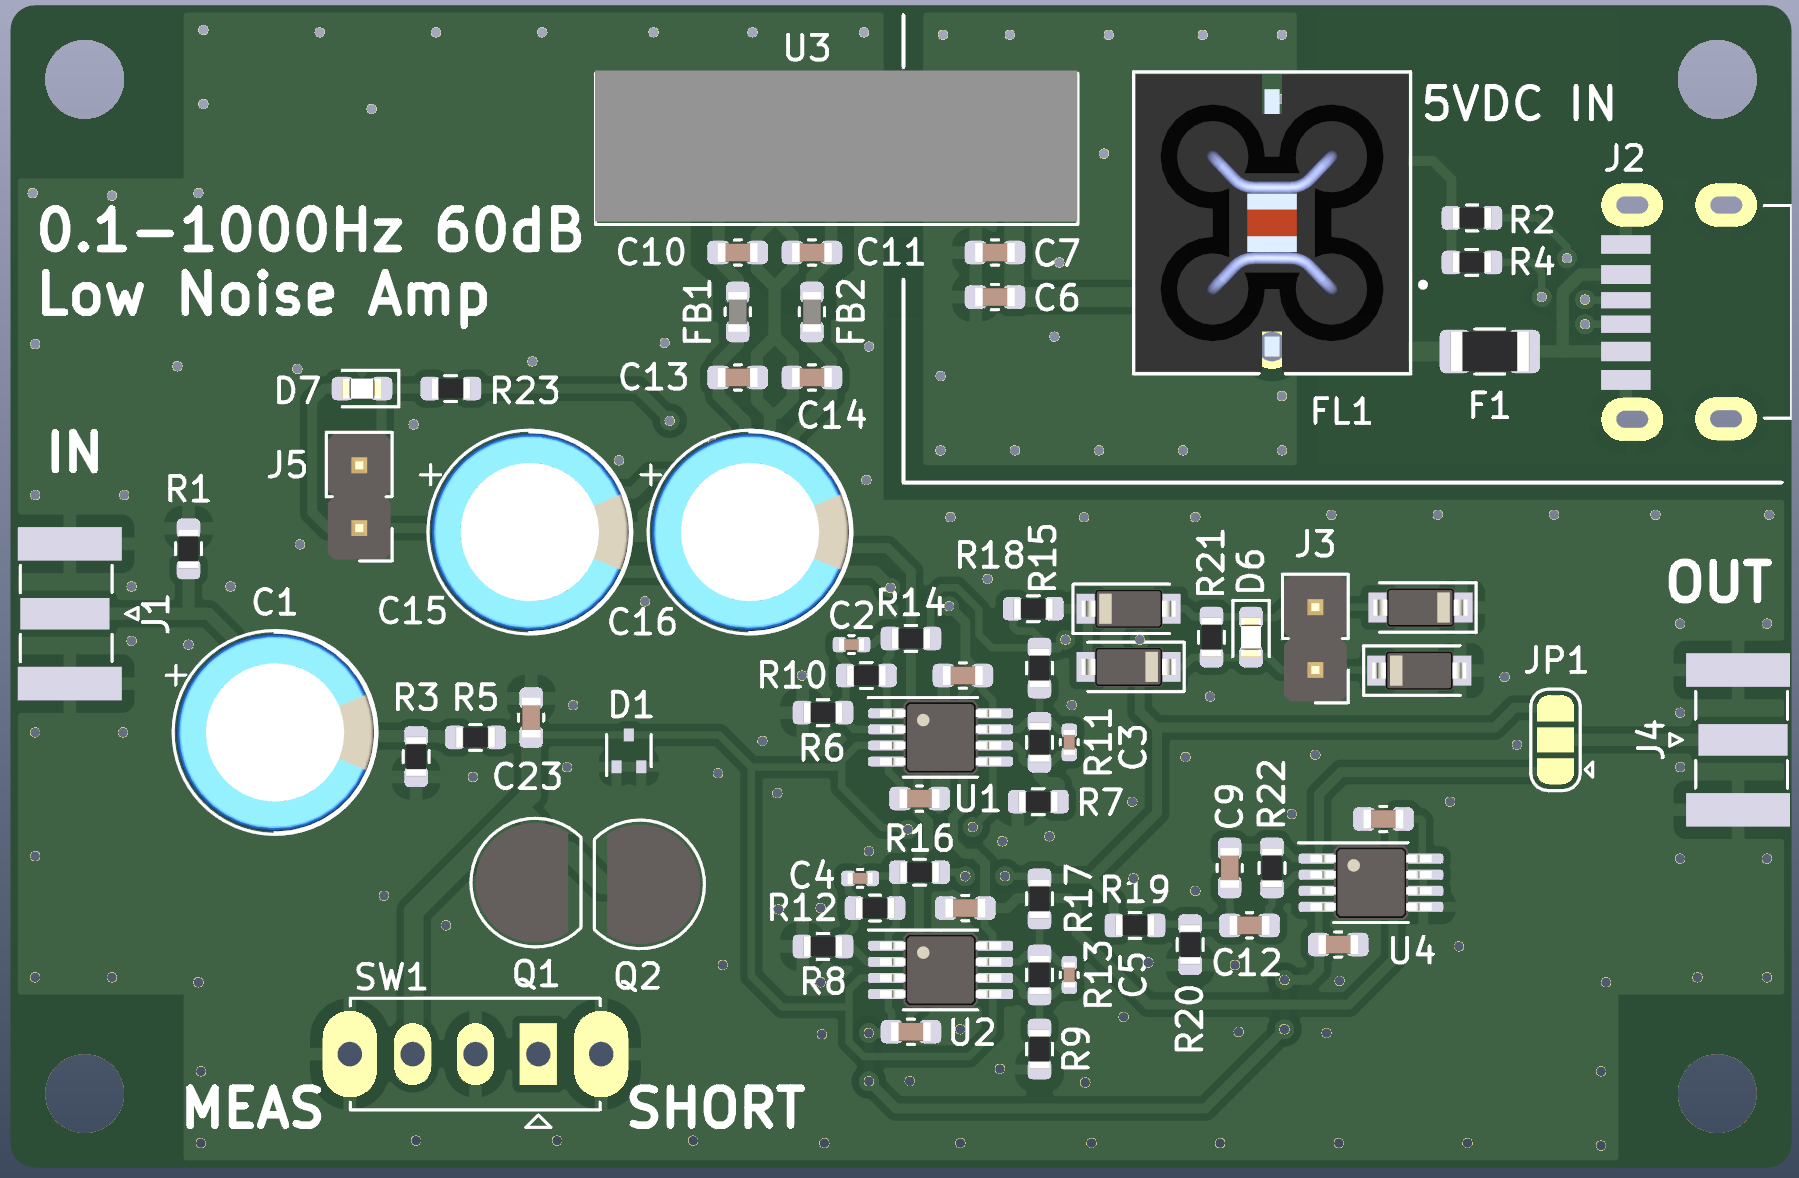 U3
5VDC IN
J2
0.1-1000Hz 60dB
Low Noise Amp
C10
C11
C7
C6
R2
R4
FB1
FB2
D7
R23
C13
C14
FL1
F1
IN
J5
R1
J1
C1
C15
C16
C2
R14
R18
R15
R21
D6
J3
OUT
R10
R3
R5
D1
R6
C23
U1
R11
C3
R7
JP1
J4
R16
C4
R12
R17
R19
C9
R22
R8
U2
R13
C5
R9
R20
C12
U4
SW1
Q1
Q2
MEAS
SHORT